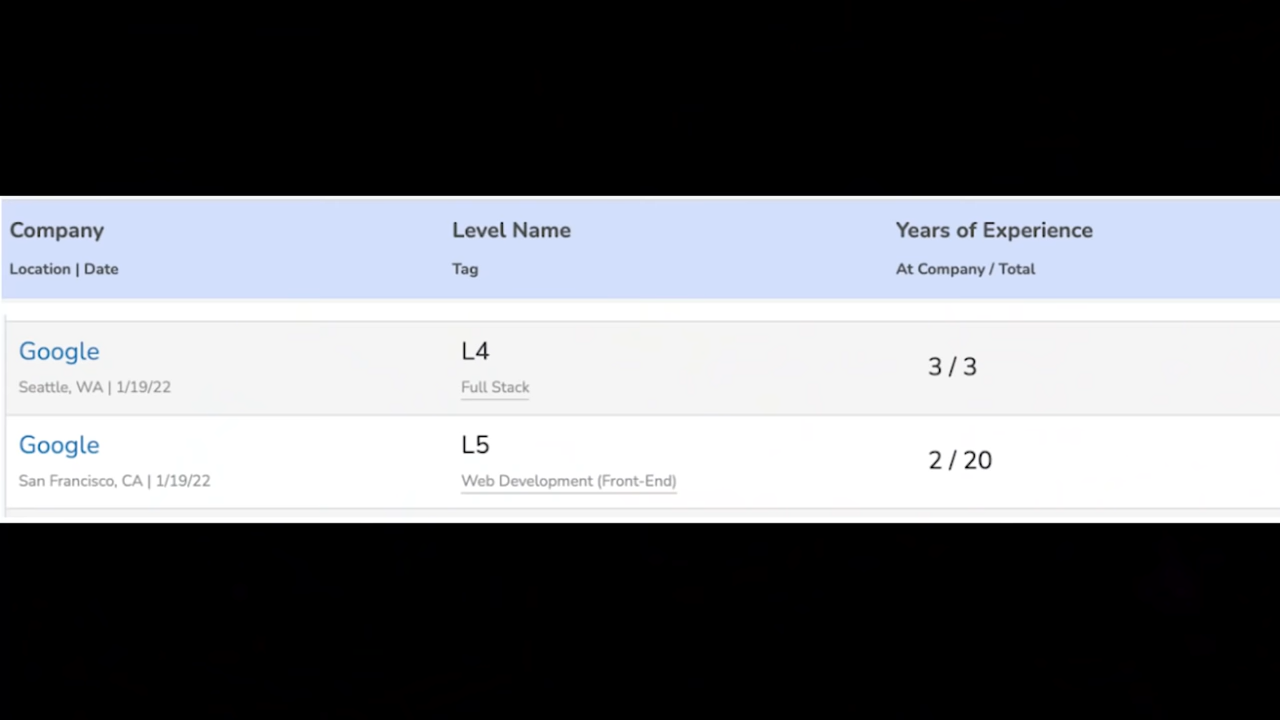 Company Level Name Years of Experience
Location | Date Tag At Company / Total
Google L4 3 / 3
Seattle, WA | 1/19/22 Full Stack
Google L5 2 / 20
San Francisco, CA | 1/19/22 Web Development (Front-End)